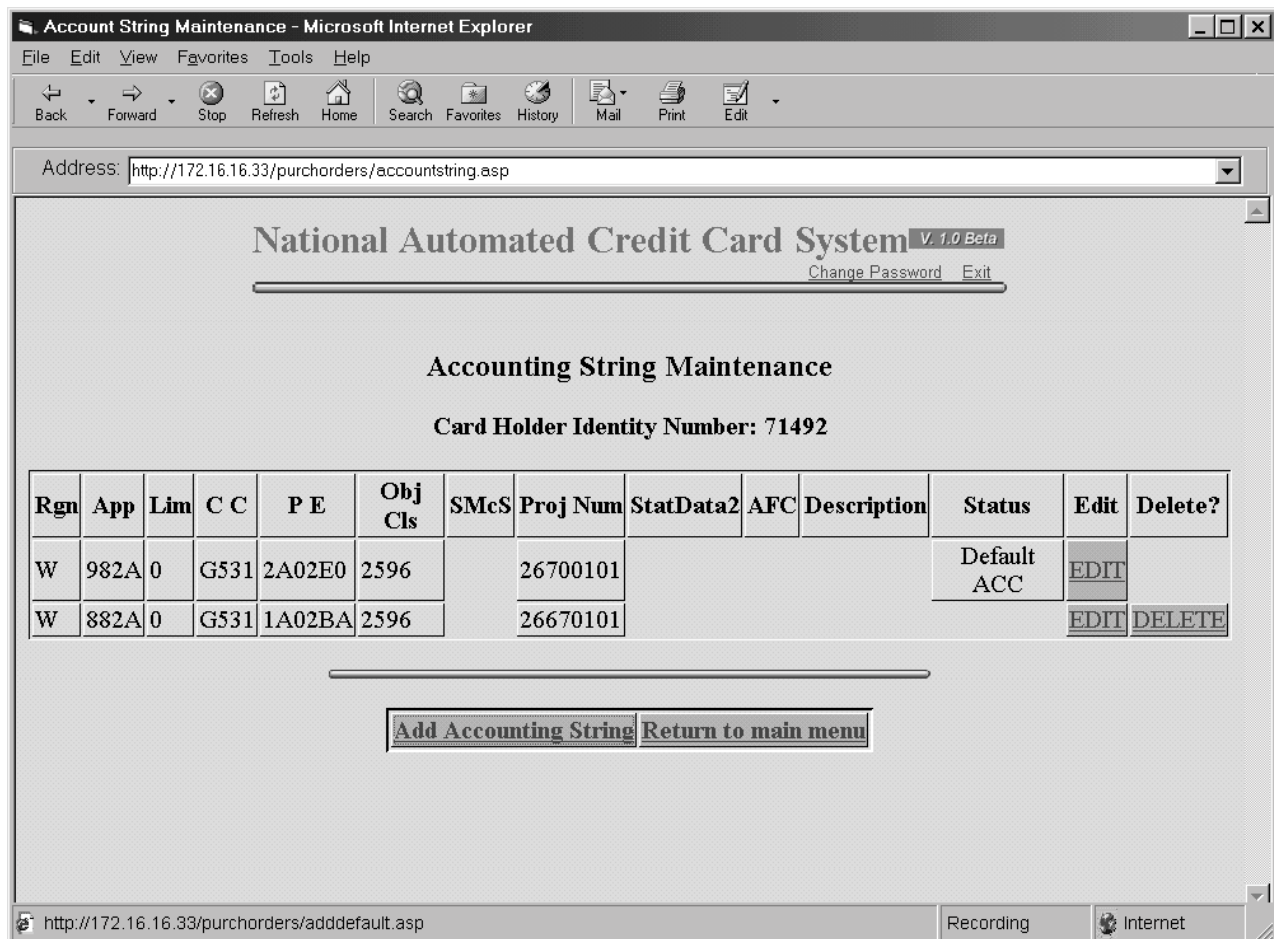 Account String Maintenance - Microsoft Internet Explorer
File Edit View Favorites Tools Help
Back Forward Stop Refresh Home Search Favorites History Mail Print Edit
Address: http://172.16.16.33/purchorders/accountstring.asp
National Automated Credit Card System V. 1.0 Beta
Change Password Exit
Accounting String Maintenance
Card Holder Identity Number: 71492
Rgn App Lim C C P E Obj Cls SMcS Proj Num StatData2 AFC Description Status Edit Delete?
W 982A 0 G531 2A02E0 2596 26700101 Default ACC EDIT
W 882A 0 G531 1A02BA 2596 26670101 EDIT DELETE
Add Accounting String Return to main menu
http://172.16.16.33/purchorders/adddefault.asp Recording Internet